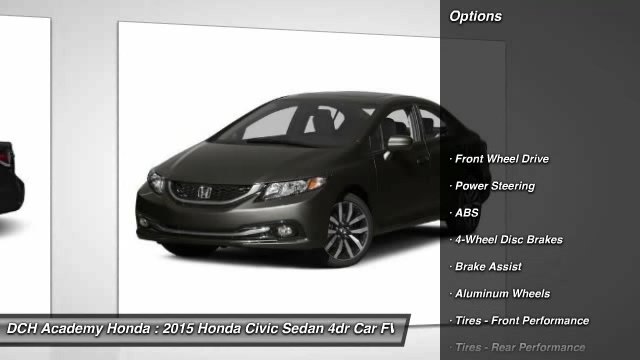 Options
· Front Wheel Drive
· Power Steering
· ABS
· 4-Wheel Disc Brakes
· Brake Assist
· Aluminum Wheels
· Tires - Front Performance
· Tires - Rear Performance
DCH Academy Honda : 2015 Honda Civic Sedan 4dr Car